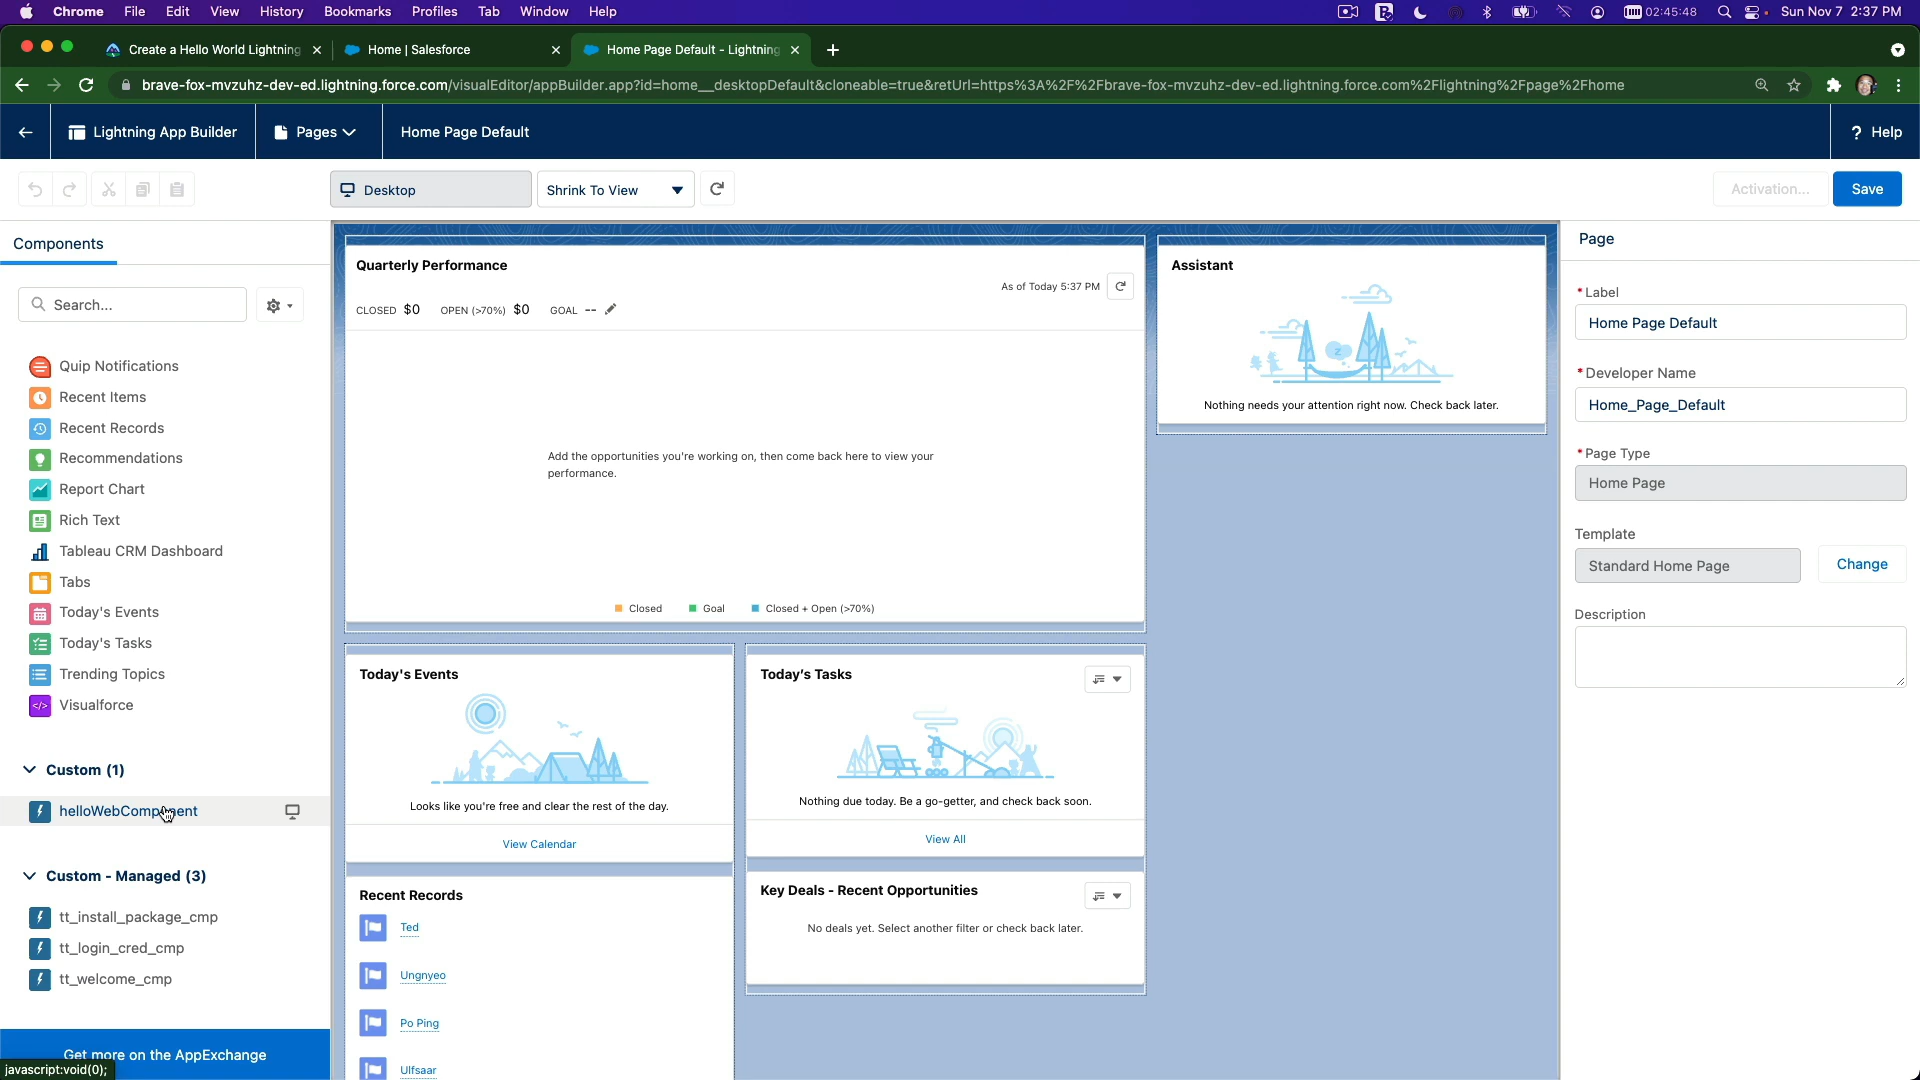 Chrome File Edit View History Bookmarks Profiles Tab Window Help 02:45:48 Sun Nov 7 2:37 PM
Create a Hello World Lightning Home | Salesforce Home Page Default - Lightning
brave-fox-mvzuhz-dev-ed.lightning.force.com/visualEditor/appBuilder.app?id=home__desktopDefault&cloneable=true&retUrl=https%3A%2F%2Fbrave-fox-mvzuhz-dev-ed.lightning.force.com%2Flightning%2Fpage%2Fhome
Lightning App Builder Pages Home Page Default ? Help
Desktop Shrink To View Activation... Save
Components
Search...
Quip Notifications
Recent Items
Recent Records
Recommendations
Report Chart
Rich Text
Tableau CRM Dashboard
Tabs
Today's Events
Today's Tasks
Trending Topics
Visualforce
Custom (1)
helloWebComponent
Custom - Managed (3)
tt_install_package_cmp
tt_login_cred_cmp
tt_welcome_cmp
Get more on the AppExchange
javascript:void(0);
Quarterly Performance
As of Today 5:37 PM
CLOSED $0 OPEN (>70%) $0 GOAL --
Add the opportunities you're working on, then come back here to view your
performance.
Closed Goal Closed + Open (>70%)
Assistant
z
Nothing needs your attention right now. Check back later.
Today's Events
Looks like you're free and clear the rest of the day.
View Calendar
Today's Tasks
Nothing due today. Be a go-getter, and check back soon.
View All
Recent Records
Ted
Ungnyeo
Po Ping
Ulfsaar
Key Deals - Recent Opportunities
No deals yet. Select another filter or check back later.
Page
*Label
Home Page Default
*Developer Name
Home_Page_Default
*Page Type
Home Page
Template
Standard Home Page Change
Description